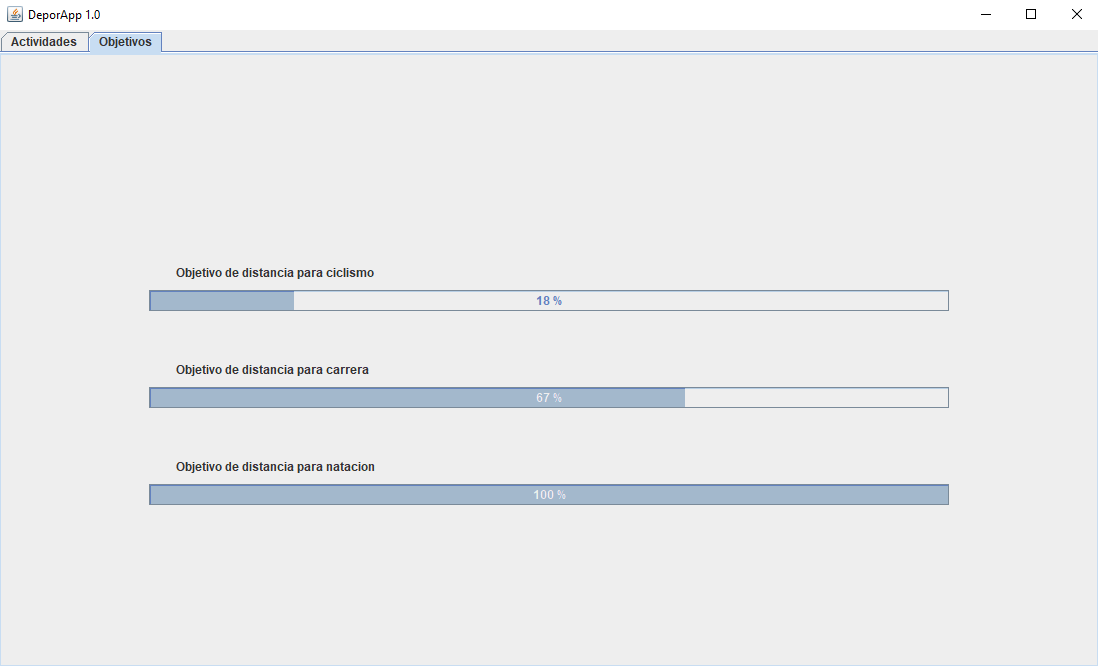 DeporApp 1.0
Actividades Objetivos
Objetivo de distancia para ciclismo
18 %
Objetivo de distancia para carrera
67 %
Objetivo de distancia para natacion
100 %